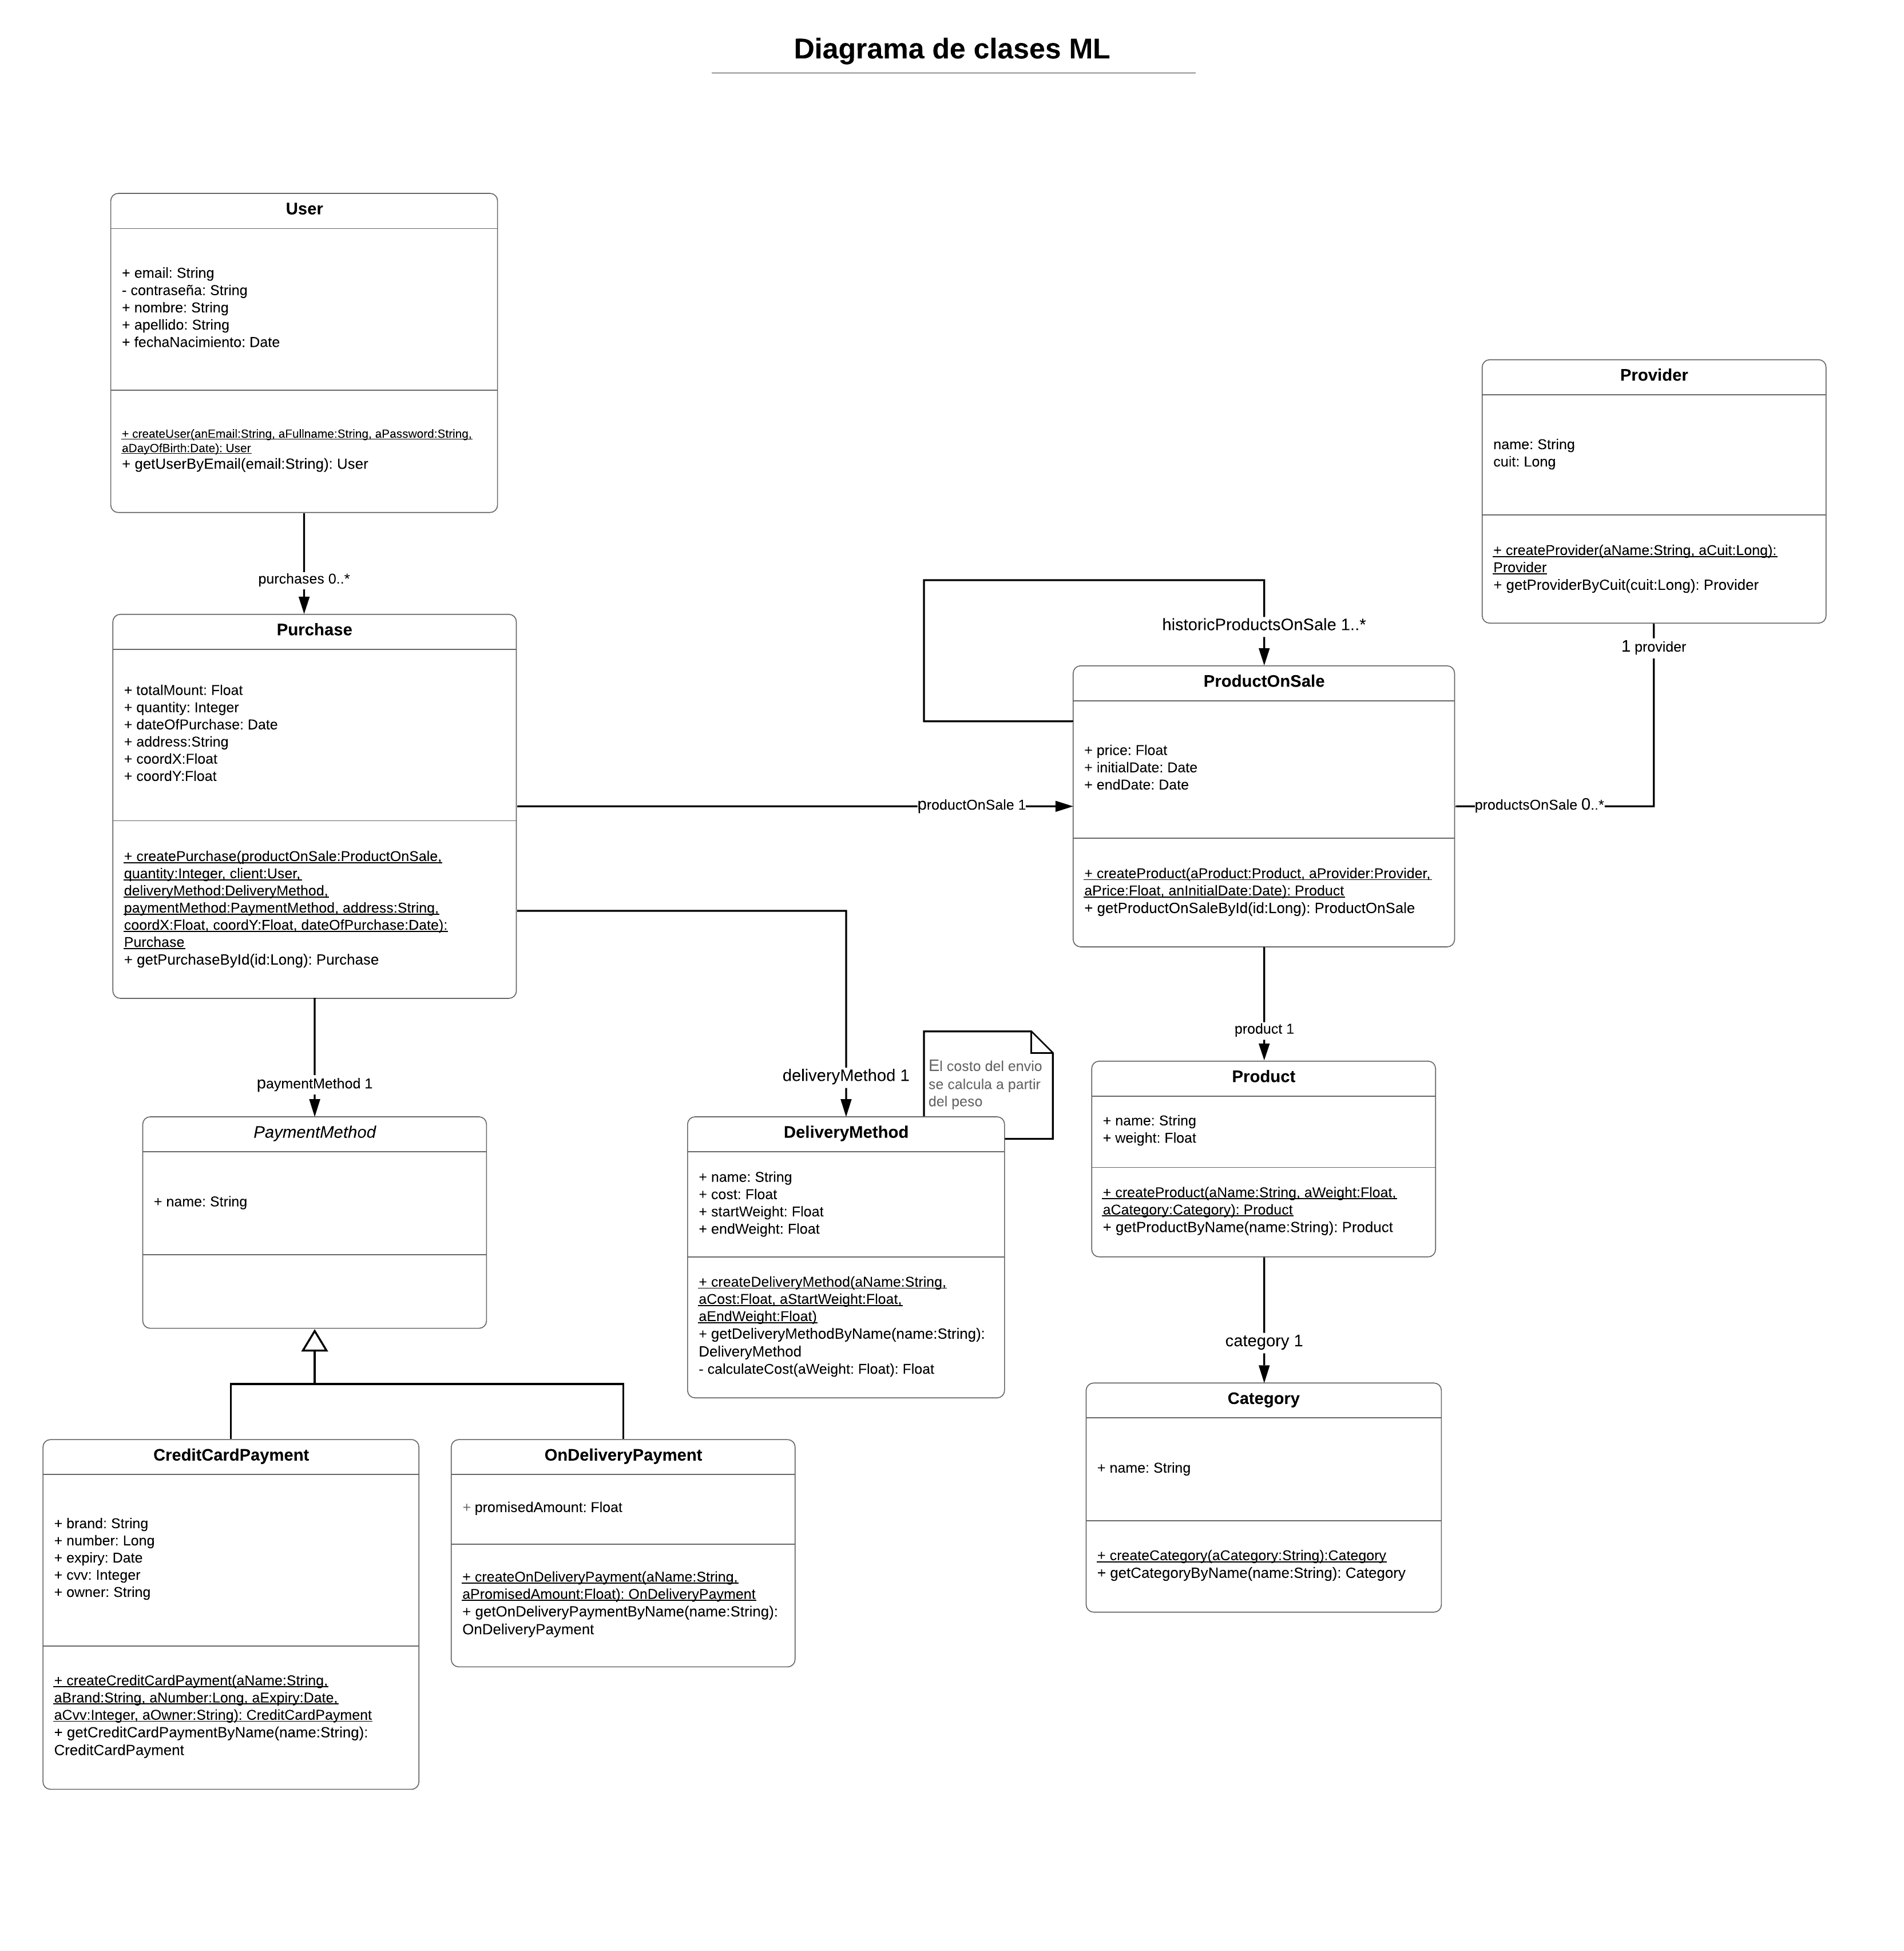 Diagrama de clases ML
User
+ email: String
- contraseña: String
+ nombre: String
+ apellido: String
+ fechaNacimiento: Date
+ createUser(anEmail:String, aFullname:String, aPassword:String,
aDayOfBirth:Date): User
+ getUserByEmail(email:String): User
purchases 0..*
Purchase
+ totalMount: Float
+ quantity: Integer
+ dateOfPurchase: Date
+ address:String
+ coordX:Float
+ coordY:Float
+ createPurchase(productOnSale:ProductOnSale,
quantity:Integer, client:User,
deliveryMethod:DeliveryMethod,
paymentMethod:PaymentMethod, address:String,
coordX:Float, coordY:Float, dateOfPurchase:Date):
Purchase
+ getPurchaseById(id:Long): Purchase
Provider
name: String
cuit: Long
+ createProvider(aName:String, aCuit:Long):
Provider
+ getProviderByCuit(cuit:Long): Provider
1 provider
historicProductsOnSale 1..*
ProductOnSale
+ price: Float
+ initialDate: Date
+ endDate: Date
productOnSale 1
productsOnSale 0..*
+ createProduct(aProduct:Product, aProvider:Provider,
aPrice:Float, anInitialDate:Date): Product
+ getProductOnSaleById(id:Long): ProductOnSale
paymentMethod 1
PaymentMethod
+ name: String
deliveryMethod 1
El costo del envio
se calcula a partir
del peso
DeliveryMethod
+ name: String
+ cost: Float
+ startWeight: Float
+ endWeight: Float
+ createDeliveryMethod(aName:String,
aCost:Float, aStartWeight:Float,
aEndWeight:Float)
+ getDeliveryMethodByName(name:String):
DeliveryMethod
- calculateCost(aWeight: Float): Float
product 1
Product
+ name: String
+ weight: Float
+ createProduct(aName:String, aWeight:Float,
aCategory:Category): Product
+ getProductByName(name:String): Product
category 1
Category
+ name: String
+ createCategory(aCategory:String):Category
+ getCategoryByName(name:String): Category
CreditCardPayment
+ brand: String
+ number: Long
+ expiry: Date
+ cvv: Integer
+ owner: String
+ createCreditCardPayment(aName:String,
aBrand:String, aNumber:Long, aExpiry:Date,
aCvv:Integer, aOwner:String): CreditCardPayment
+ getCreditCardPaymentByName(name:String):
CreditCardPayment
OnDeliveryPayment
+ promisedAmount: Float
+ createOnDeliveryPayment(aName:String,
aPromisedAmount:Float): OnDeliveryPayment
+ getOnDeliveryPaymentByName(name:String):
OnDeliveryPayment